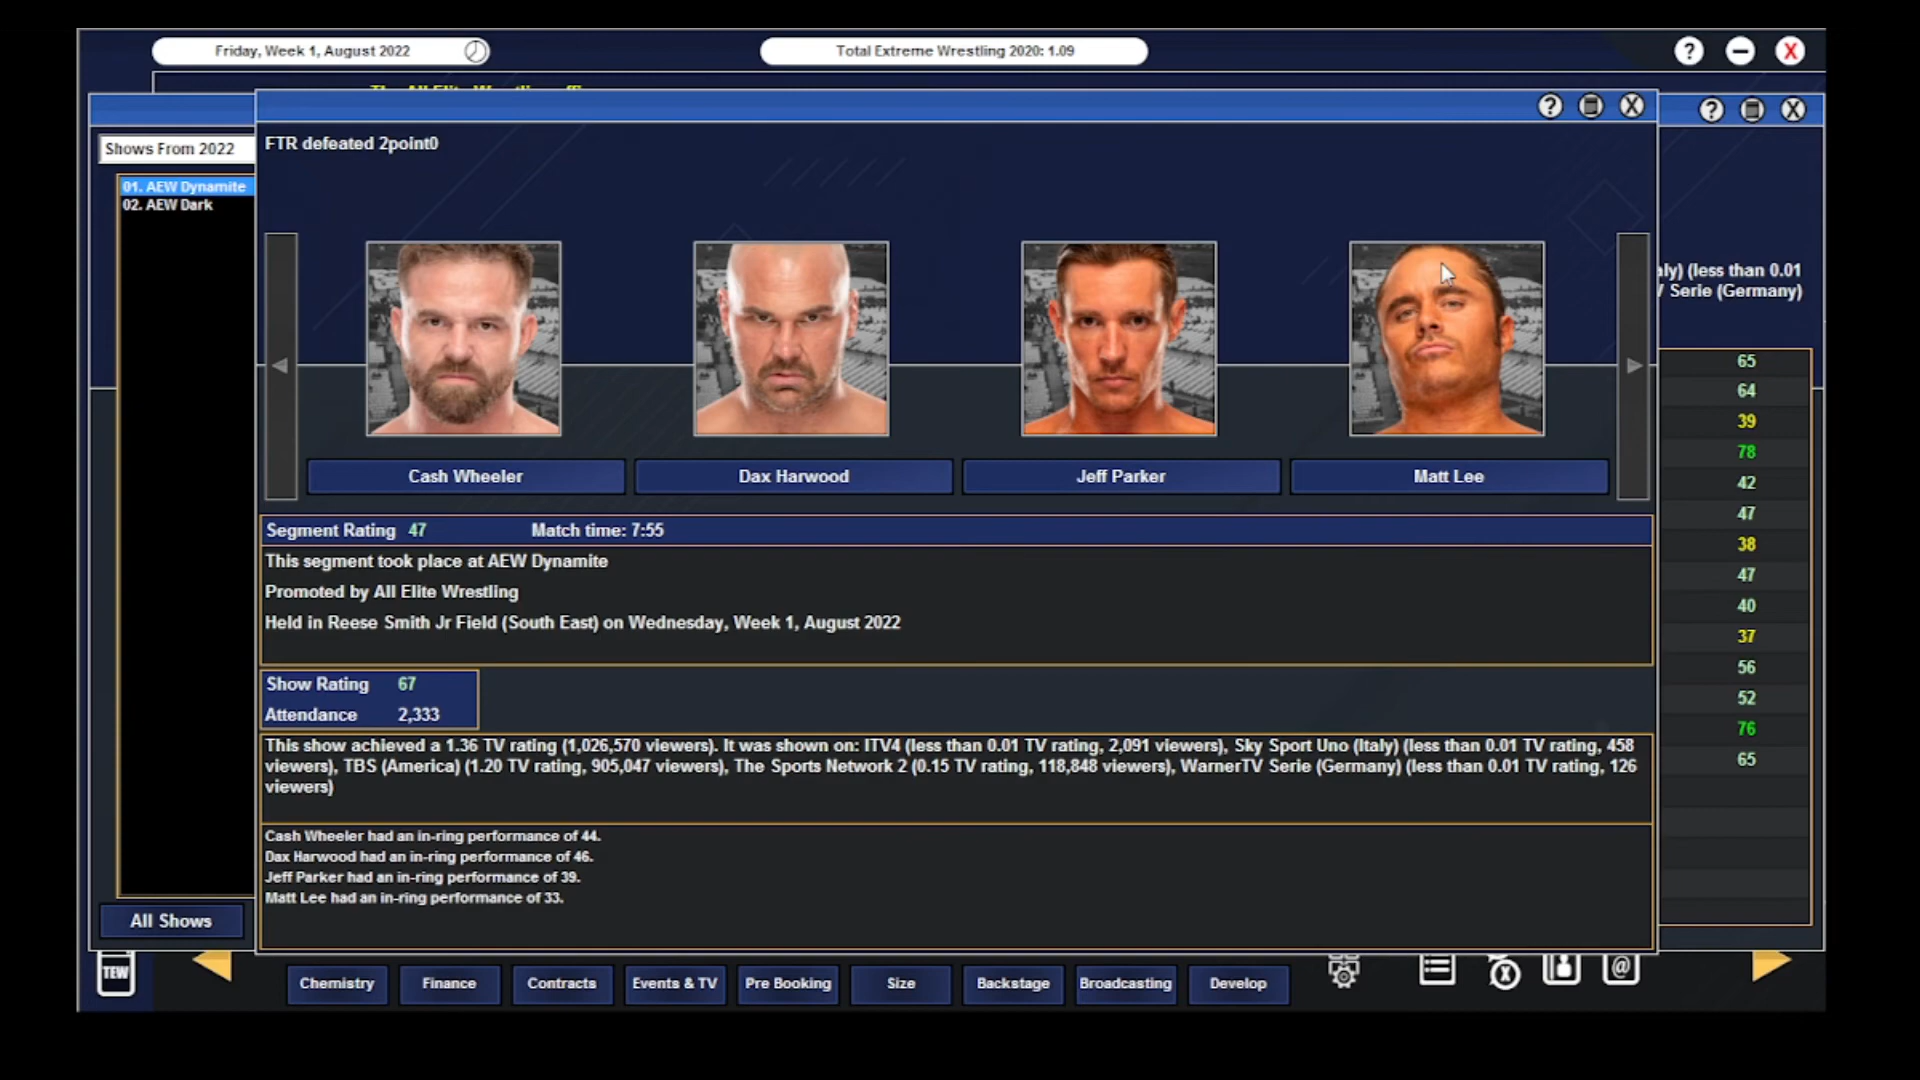 Friday, Week 1, August 2022
Total Extreme Wrestling 2020: 1.09
? X
? X
? X
Shows From 2022
01. AEW Dynamite
02. AEW Dark
FTR defeated 2point0
aly) (less than 0.01
Serie (Germany)
Cash Wheeler
Dax Harwood
Jeff Parker
Matt Lee
Segment Rating 47 Match time: 7:55
This segment took place at AEW Dynamite
Promoted by All Elite Wrestling
Held in Reese Smith Jr Field (South East) on Wednesday, Week 1, August 2022
Show Rating 67
Attendance 2,333
This show achieved a 1.36 TV rating (1,026,570 viewers). It was shown on: ITV4 (less than 0.01 TV rating, 2,091 viewers), Sky Sport Uno (Italy) (less than 0.01 TV rating, 458
viewers), TBS (America) (1.20 TV rating, 905,047 viewers), The Sports Network 2 (0.15 TV rating, 118,848 viewers), WarnerTV Serie (Germany) (less than 0.01 TV rating, 126
viewers)
Cash Wheeler had an in-ring performance of 44.
Dax Harwood had an in-ring performance of 46.
Jeff Parker had an in-ring performance of 39.
Matt Lee had an in-ring performance of 33.
65
64
39
78
42
47
38
47
40
37
56
52
76
65
All Shows
TEW
Chemistry
Finance
Contracts
Events & TV
Pre Booking
Size
Backstage
Broadcasting
Develop
X
@